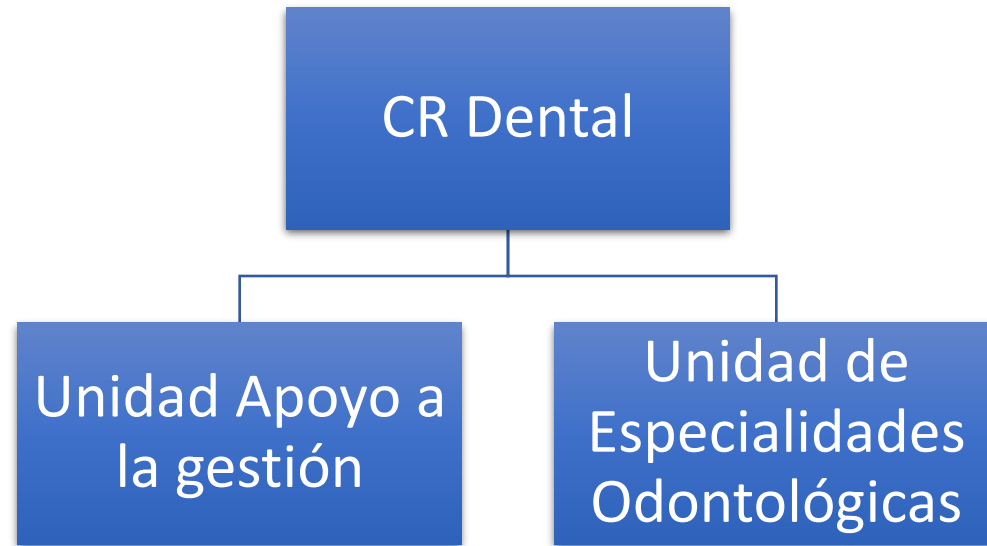 CR Dental
Unidad Apoyo a
la gestión
Unidad de
Especialidades
Odontológicas